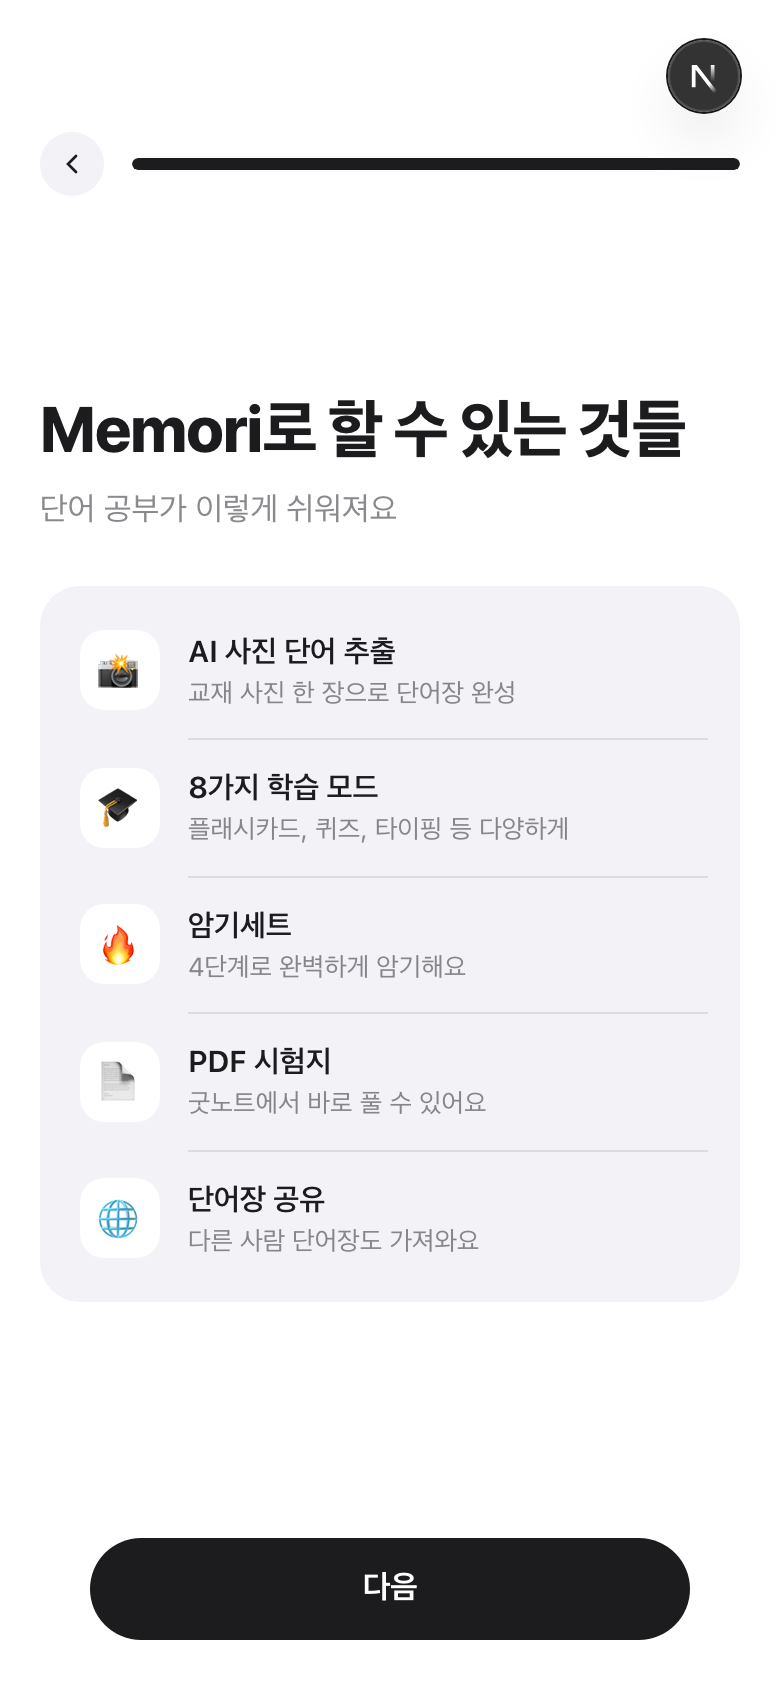 N
Memori로 할 수 있는 것들
단어 공부가 이렇게 쉬워져요
AI 사진 단어 추출
교재 사진 한 장으로 단어장 완성
8가지 학습 모드
플래시카드, 퀴즈, 타이핑 등 다양하게
암기세트
4단계로 완벽하게 암기해요
PDF 시험지
굿노트에서 바로 풀 수 있어요
단어장 공유
다른 사람 단어장도 가져와요
다음